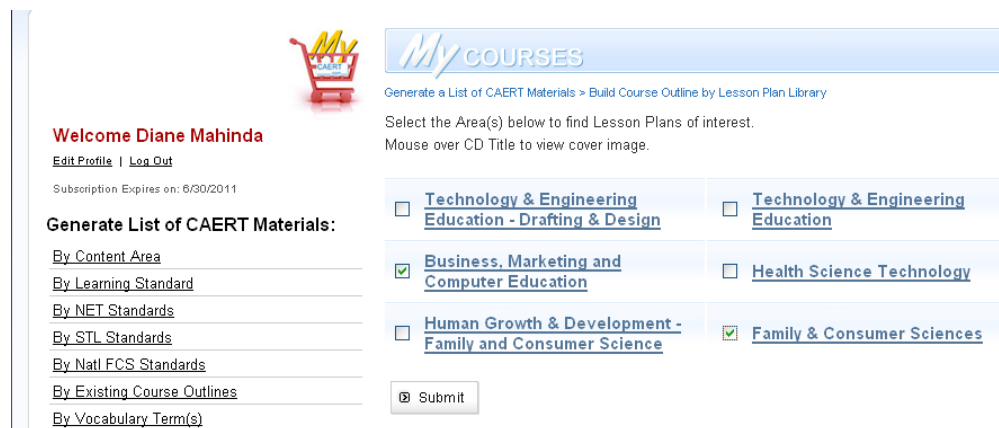 My
CAERT
.com
My COURSES
Generate a List of CAERT Materials > Build Course Outline by Lesson Plan Library
Select the Area(s) below to find Lesson Plans of interest.
Mouse over CD Title to view cover image.
Welcome Diane Mahinda
Edit Profile | Log Out
Subscription Expires on: 6/30/2011
Generate List of CAERT Materials:
By Content Area
By Learning Standard
By NET Standards
By STL Standards
By Natl FCS Standards
By Existing Course Outlines
By Vocabulary Term(s)
Technology & Engineering
Education - Drafting & Design
Technology & Engineering
Education
Business, Marketing and
Computer Education
Health Science Technology
Human Growth & Development -
Family and Consumer Science
Family & Consumer Sciences
Submit